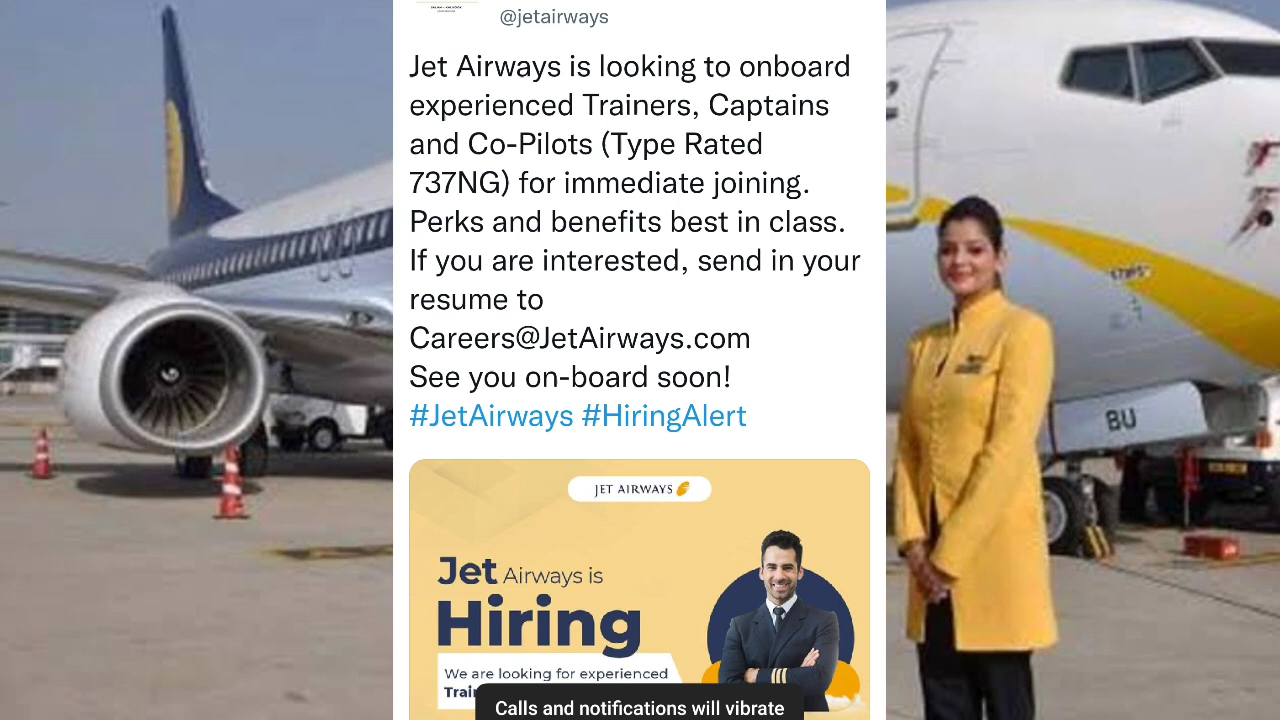 @jetairways
Jet Airways is looking to onboard
experienced Trainers, Captains
and Co-Pilots (Type Rated
737NG) for immediate joining.
Perks and benefits best in class.
If you are interested, send in your
resume to
Careers@JetAirways.com
See you on-board soon!
#JetAirways #HiringAlert
JET AIRWAYS
Jet Airways is
Hiring
We are looking for experienced
Calls and notifications will vibrate
BU